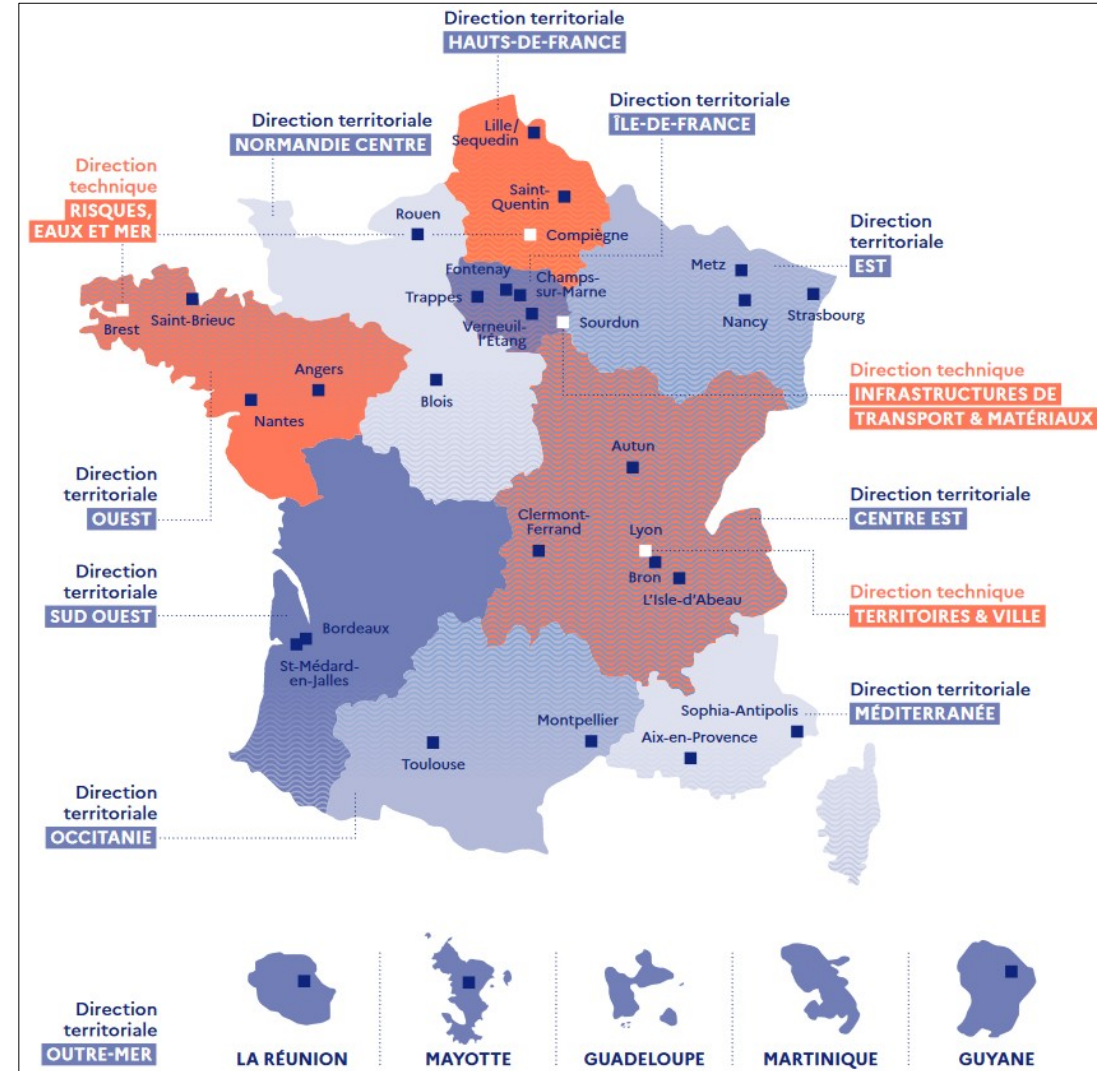 Direction territoriale
HAUTS-DE-FRANCE
Direction territoriale
ÎLE-DE-FRANCE
Direction territoriale
NORMANDIE CENTRE
Direction
technique
RISQUES,
EAUX ET MER
Lille/
Sequedin
Saint-
Quentin
Rouen
Compiègne
Direction
territoriale
EST
Metz
Fontenay
Champs-
sur-Marne
Trappes
Brest
Saint-Brieuc
Verneuil-
l'Étang
Sourdun
Nancy
Strasbourg
Angers
Nantes
Blois
Direction technique
INFRASTRUCTURES DE
TRANSPORT & MATÉRIAUX
Autun
Direction
territoriale
OUEST
Clermont-
Ferrand
Lyon
Bron
L'Isle-d'Abeau
Direction territoriale
CENTRE EST
Direction
territoriale
SUD OUEST
Direction technique
TERRITOIRES & VILLE
Bordeaux
St-Médard-
en-Jalles
Direction territoriale
MÉDITERRANÉE
Sophia-Antipolis
Montpellier
Aix-en-Provence
Toulouse
Direction
territoriale
OCCITANIE
Direction
territoriale
OUTRE-MER
LA RÉUNION
MAYOTTE
GUADELOUPE
MARTINIQUE
GUYANE